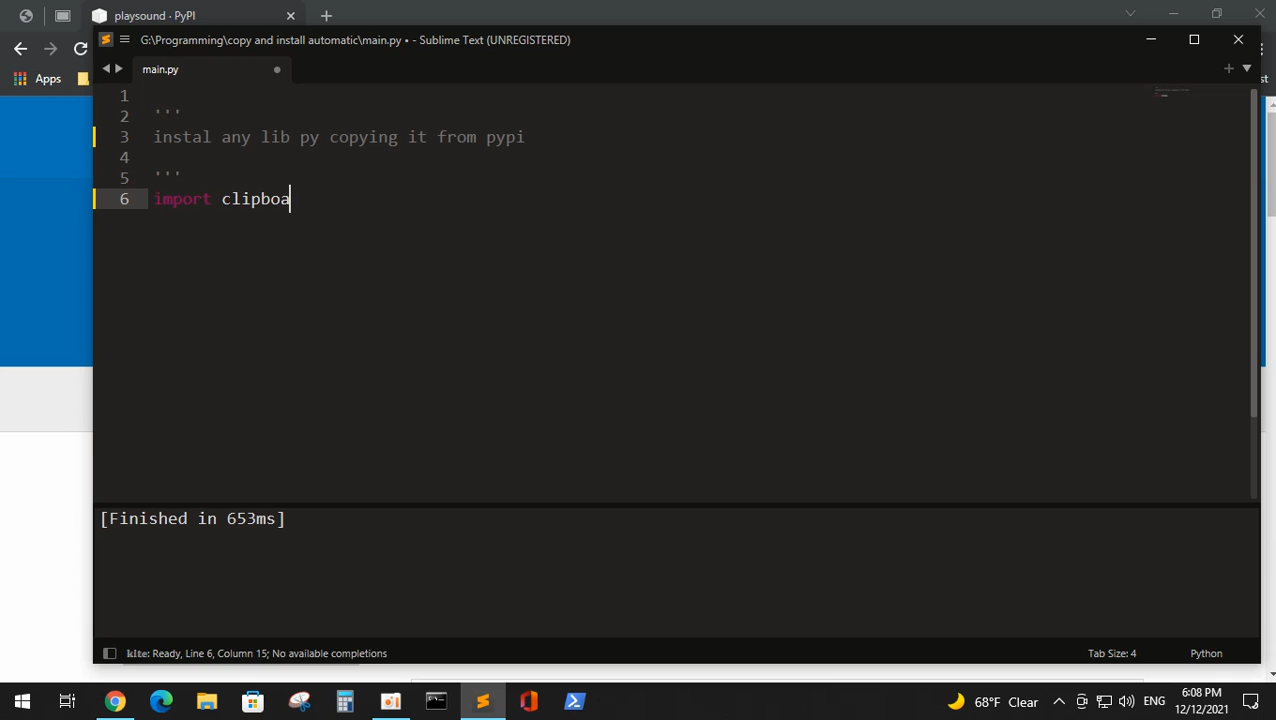 playsound · PyPI
G:\Programming\copy and install automatic\main.py • - Sublime Text (UNREGISTERED)
main.py
Apps
st
1
2 '''
3 instal any lib py copying it from pypi
4
5 '''
6 import clipboa
[Finished in 653ms]
kite: Ready, Line 6, Column 15; No available completions
Tab Size: 4
Python
68°F Clear
ENG
6:08 PM
12/12/2021